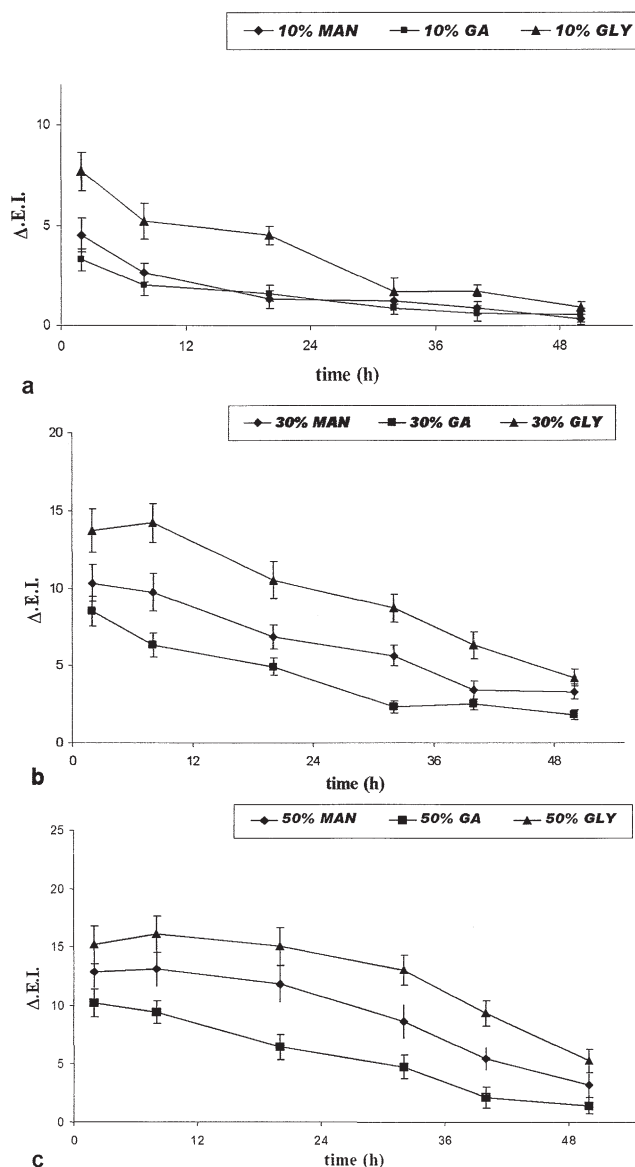 10% MAN 10% GA 10% GLY
10
5
0
Δ.E.I.
0 12 24 36 48
time (h)
a
30% MAN 30% GA 30% GLY
20
15
10
5
0
Δ.E.I.
0 12 24 36 48
time (h)
b
50% MAN 50% GA 50% GLY
25
20
15
10
5
0
Δ.E.I.
0 12 24 36 48
time (h)
c